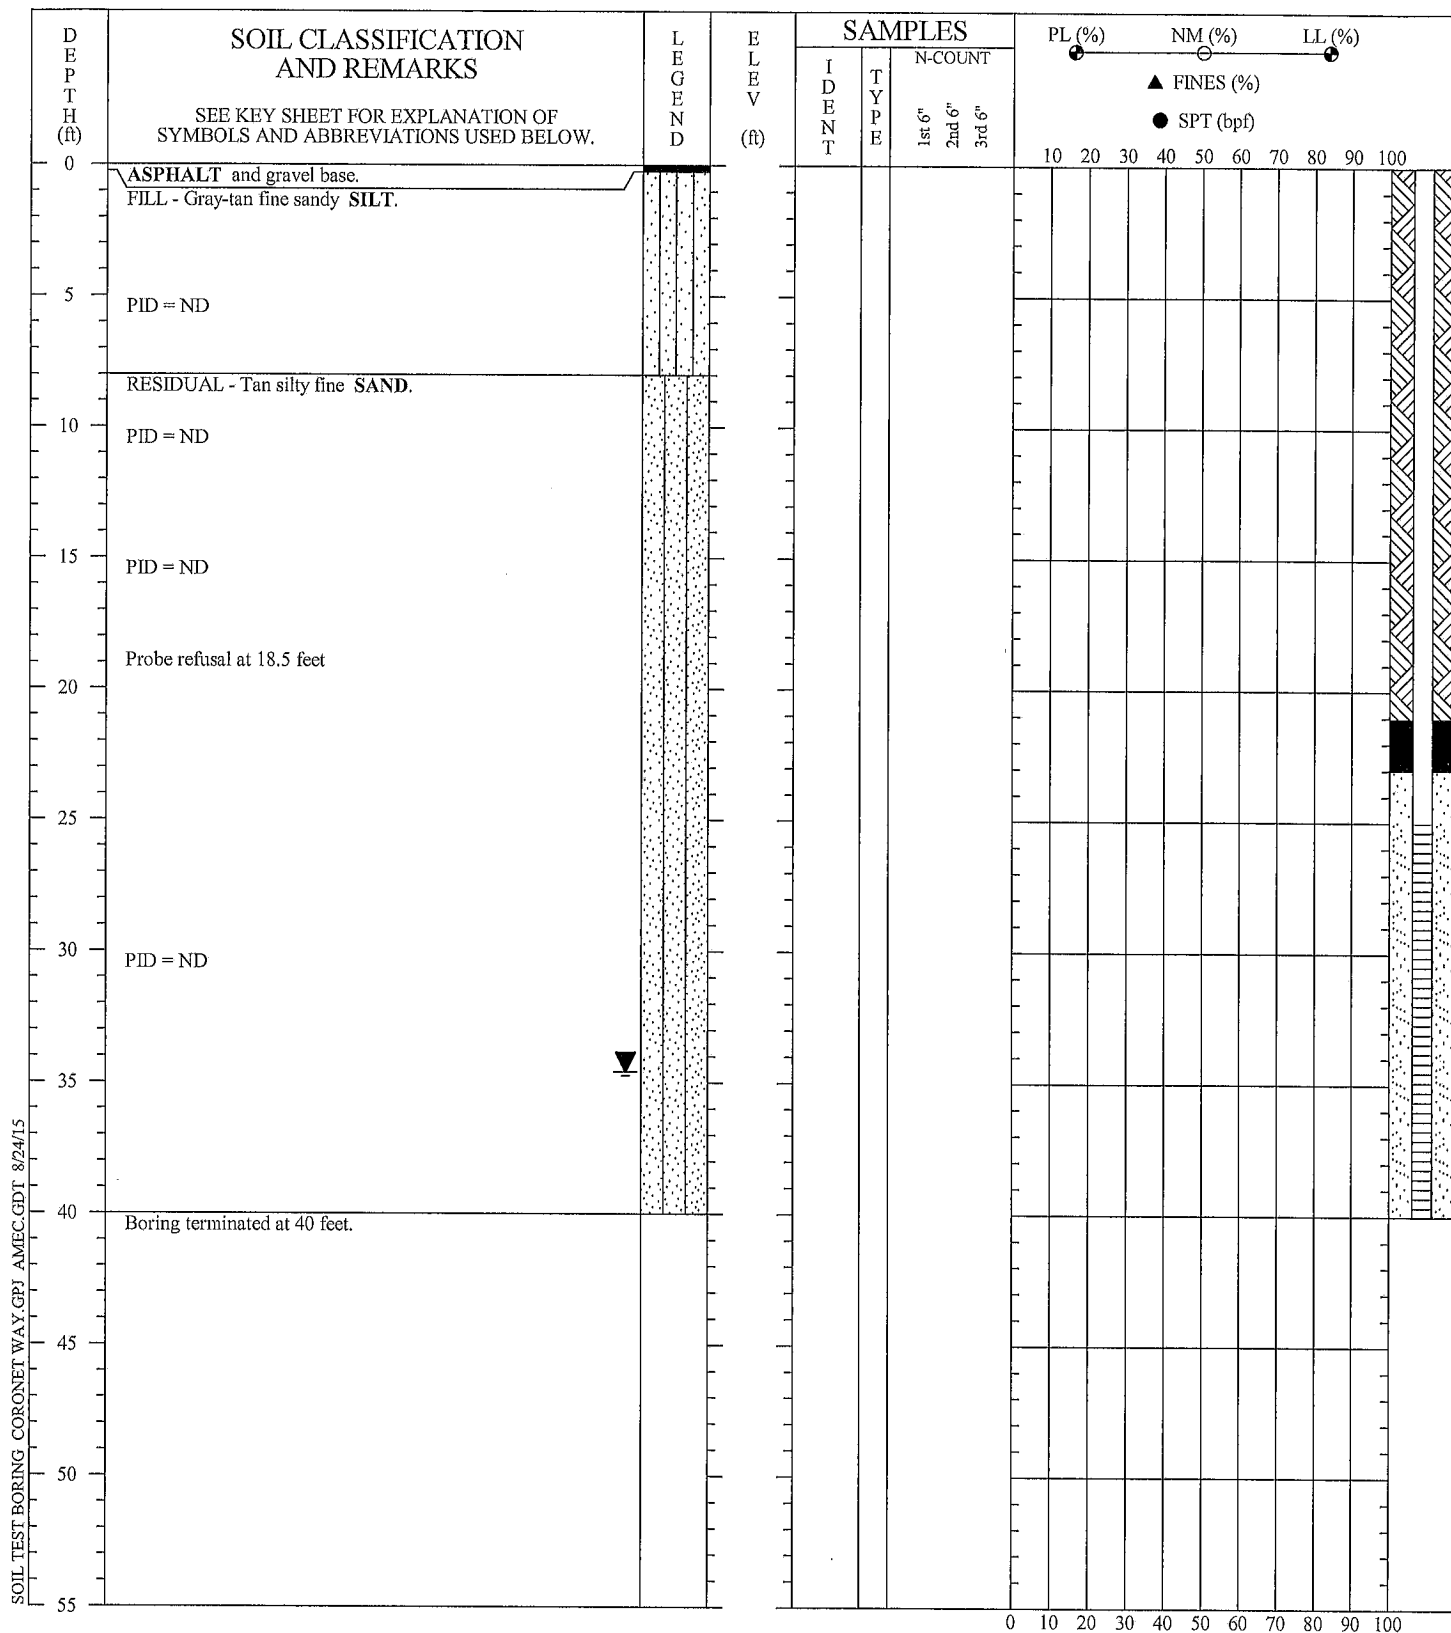 DEPTH (ft)
SOIL CLASSIFICATION
AND REMARKS
SEE KEY SHEET FOR EXPLANATION OF
SYMBOLS AND ABBREVIATIONS USED BELOW.
LEGEND
ELEV (ft)
SAMPLES
IDENT
TYPE
N-COUNT
1st 6"
2nd 6"
3rd 6"
PL (%) NM (%) LL (%)
▲ FINES (%)
● SPT (bpf)
10 20 30 40 50 60 70 80 90 100
0
ASPHALT and gravel base.
FILL - Gray-tan fine sandy SILT.
5
PID = ND
RESIDUAL - Tan silty fine SAND.
10
PID = ND
15
PID = ND
Probe refusal at 18.5 feet
20
25
30
PID = ND
35
40
Boring terminated at 40 feet.
45
50
55
0 10 20 30 40 50 60 70 80 90 100
SOIL TEST BORING CORONET WAY.GPJ AMEC.GDT 8/24/15